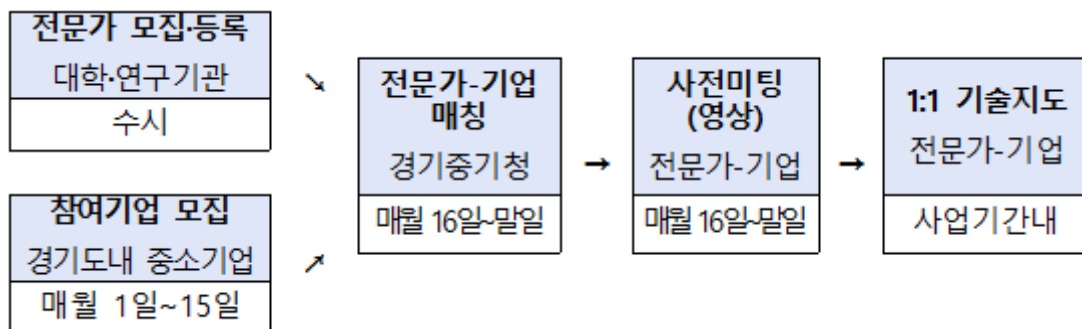 전문가 모집·등록
대학·연구기관
수시
참여기업 모집
경기도내 중소기업
매월 1일~15일
↘
↗
전문가-기업
매칭
경기중기청
매월 16일~말일
→
사전미팅
(영상)
전문가-기업
매월 16일~말일
→
1:1 기술지도
전문가-기업
사업기간내